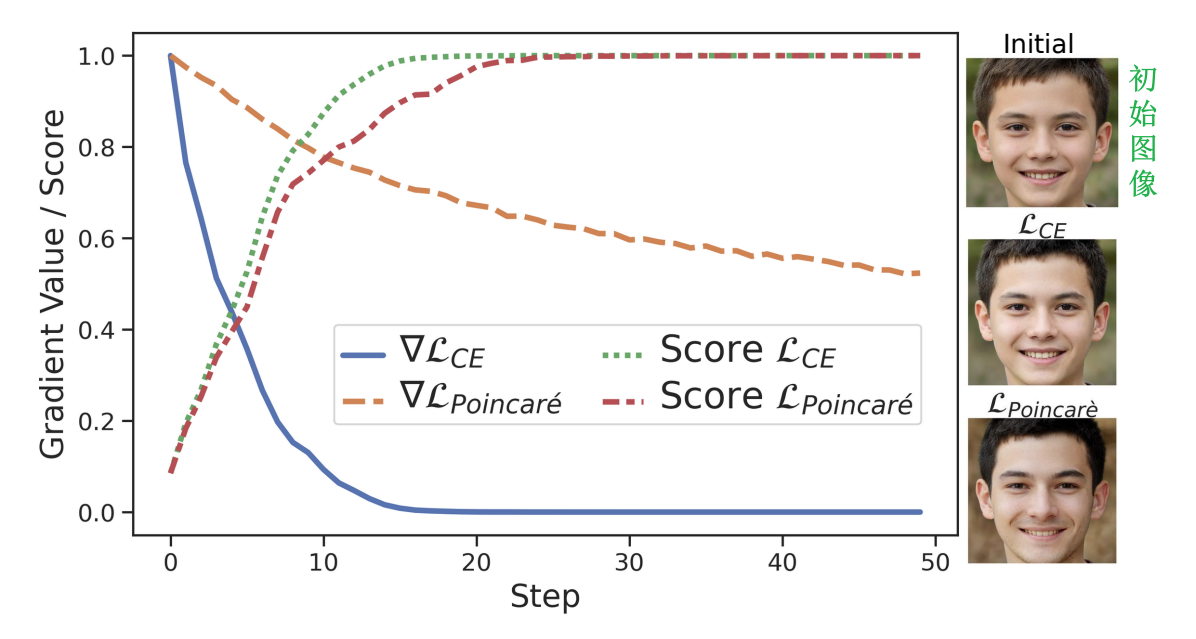 Gradient Value / Score
1.0
0.8
0.6
0.4
0.2
0.0
0 10 20 30 40 50
Step
∇ℒCE
∇ℒPoincaré
Score ℒCE
Score ℒPoincaré
Initial
初始图像
ℒCE
ℒPoincarè